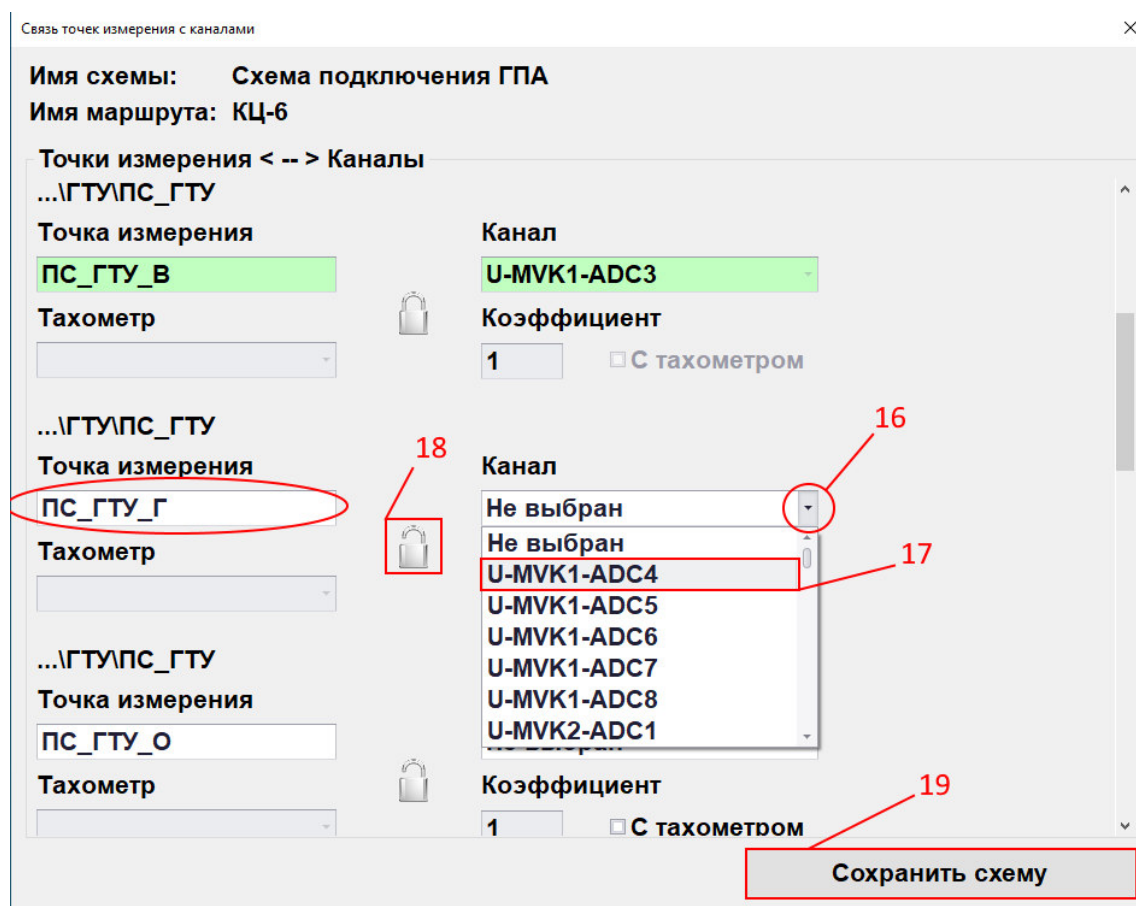 Связь точек измерения с каналами
Имя схемы: Схема подключения ГПА
Имя маршрута: КЦ-6
Точки измерения < -- > Каналы
...\ГТУ\ПС_ГТУ
Точка измерения Канал
ПС_ГТУ_В U-MVK1-ADC3
Тахометр Коэффициент
1 С тахометром
...\ГТУ\ПС_ГТУ
18
16
Точка измерения Канал
ПС_ГТУ_Г Не выбран
Тахометр
Не выбран
U-MVK1-ADC4
17
U-MVK1-ADC5
U-MVK1-ADC6
U-MVK1-ADC7
U-MVK1-ADC8
U-MVK2-ADC1
...\ГТУ\ПС_ГТУ
Точка измерения
ПС_ГТУ_О
Тахометр Коэффициент
19
1 С тахометром
Сохранить схему